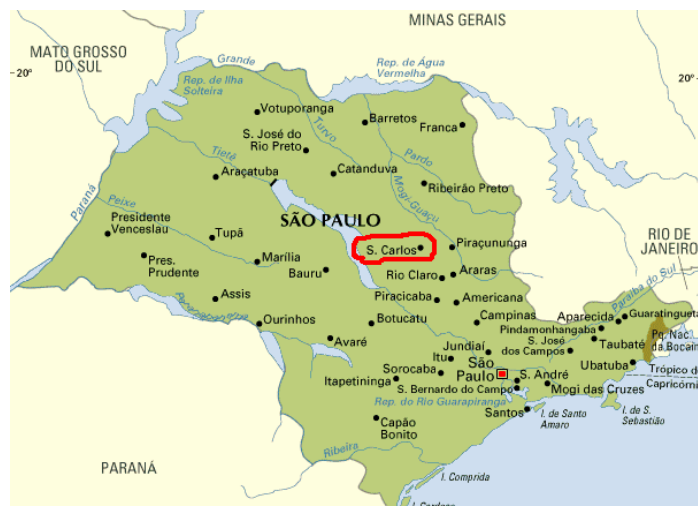 MINAS GERAIS
MATO GROSSO
DO SUL
20°
20°
Grande
Rep. de Ilha
Solteira
Rep. de Água
Vermelha
Votuporanga
Barretos
Franca
S. José do
Rio Preto
Turvo
Pardo
Tietê
Araçatuba
Catanduva
Mogi-Guaçu
Ribeirão Preto
Paraná
Peixe
SÃO PAULO
Presidente
Venceslau
Tupã
S. Carlos
Piraçununga
RIO DE
JANEIRO
Pres.
Prudente
Marília
Bauru
Rio Claro
Araras
Paraíba do Sul
Assis
Piracicaba
Americana
Paranapanema
Ourinhos
Botucatu
Campinas
Aparecida
Guaratingueta
Pindamonhangaba
Avaré
Jundiaí
S. José
dos Campos
Taubaté
Pq. Nac.
da Bocain
Itu
São
Paulo
Ubatuba
Sorocaba
S. André
Trópico d
Capricórni
Itapetininga
S. Bernardo do Campo
Mogi das Cruzes
Rep. do Rio Guarapiranga
Santos
I. de Santo
Amaro
I. de S.
Sebastião
Capão
Bonito
Ribeira
PARANÁ
I. Comprida
I. Cardoso